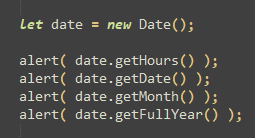 let date = new Date();
alert( date.getHours() );
alert( date.getDate() );
alert( date.getMonth() );
alert( date.getFullYear() );